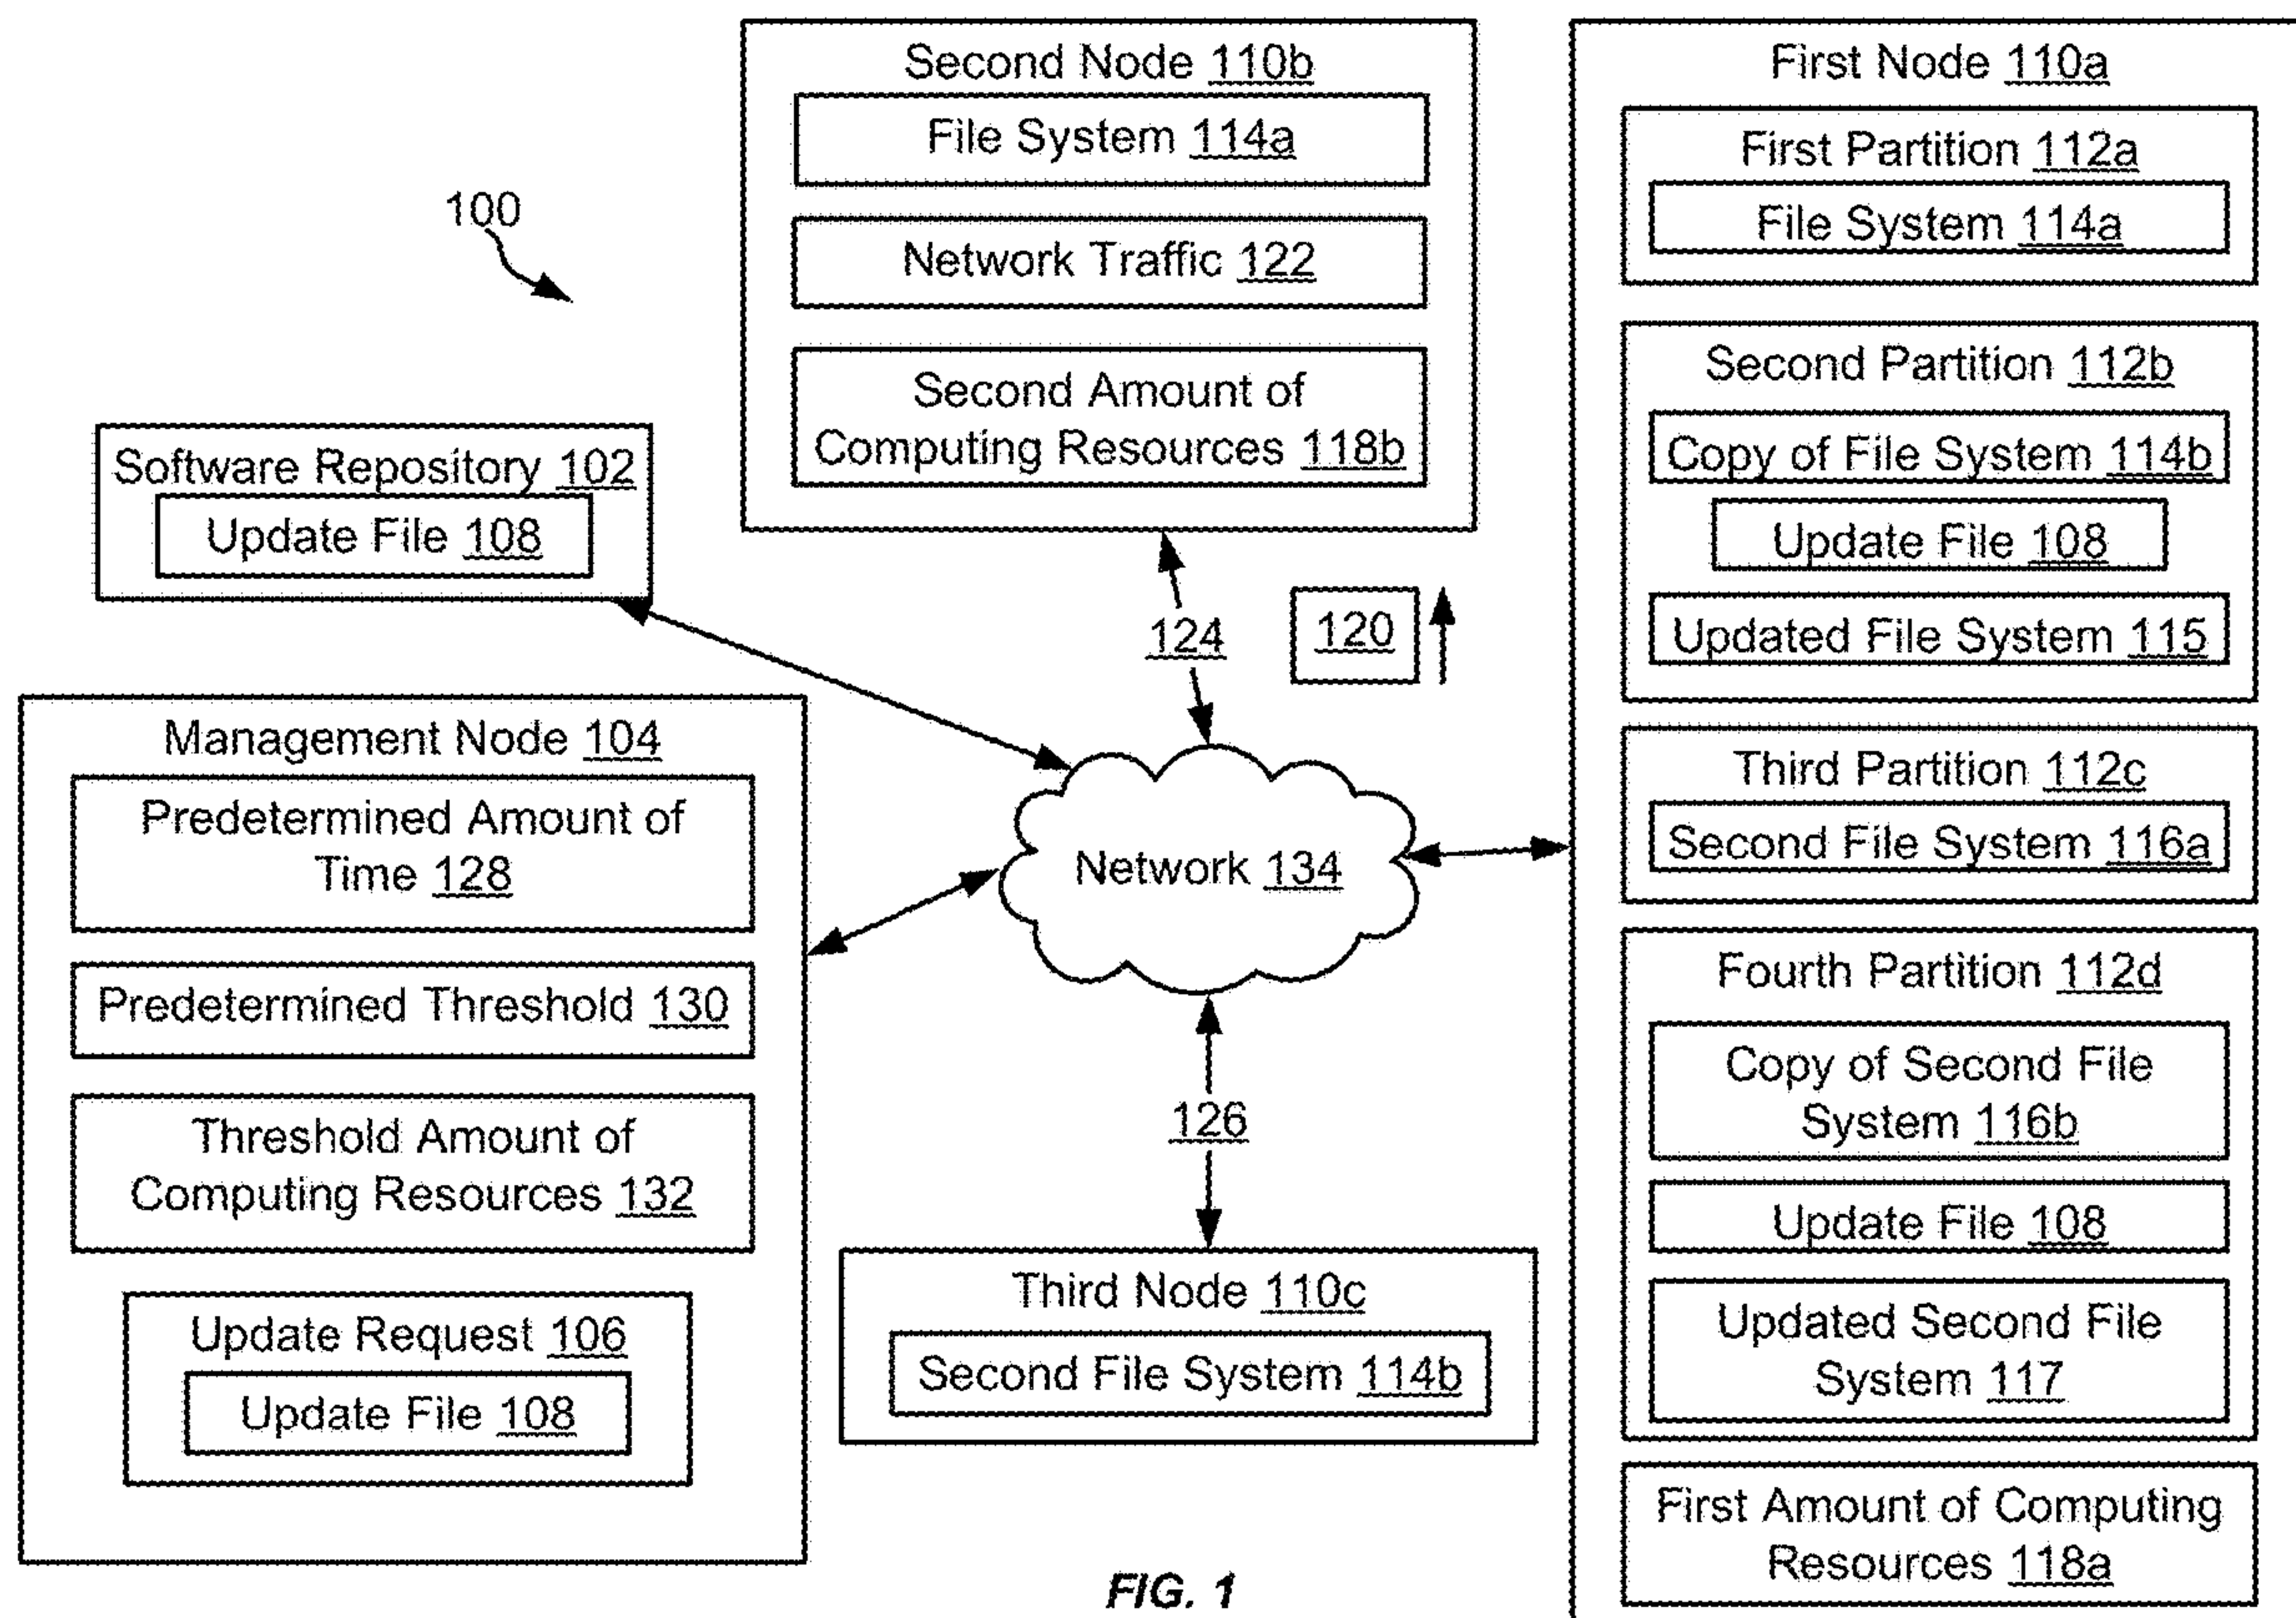 100
Second Node 110b
File System 114a
Network Traffic 122
Second Amount of
Computing Resources 118b
Software Repository 102
Update File 108
124
120
Management Node 104
Predetermined Amount of
Time 128
Predetermined Threshold 130
Threshold Amount of
Computing Resources 132
Update Request 106
Update File 108
Network 134
126
Third Node 110c
Second File System 114b
First Node 110a
First Partition 112a
File System 114a
Second Partition 112b
Copy of File System 114b
Update File 108
Updated File System 115
Third Partition 112c
Second File System 116a
Fourth Partition 112d
Copy of Second File
System 116b
Update File 108
Updated Second File
System 117
First Amount of Computing
Resources 118a
FIG. 1